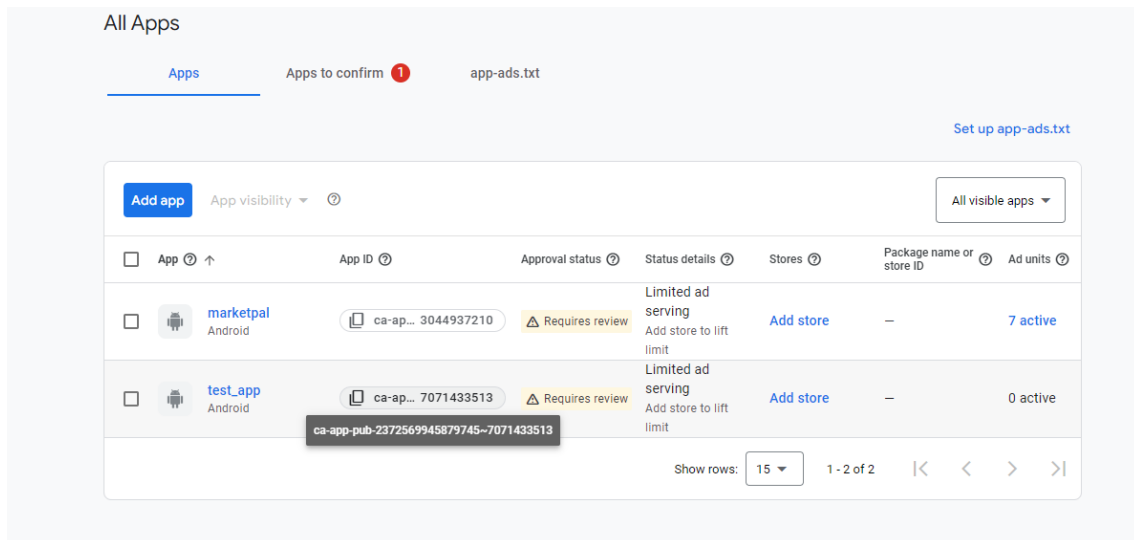 All Apps
Apps
Apps to confirm 1
app-ads.txt
Set up app-ads.txt
Add app
App visibility
All visible apps
App
App ID
Approval status
Status details
Stores
Package name or
store ID
Ad units
marketpal
Android
ca-ap... 3044937210
Requires review
Limited ad
serving
Add store to lift
limit
Add store
–
7 active
test_app
Android
ca-ap... 7071433513
Requires review
Limited ad
serving
Add store to lift
limit
Add store
–
0 active
ca-app-pub-2372569945879745~7071433513
Show rows: 15
1 - 2 of 2